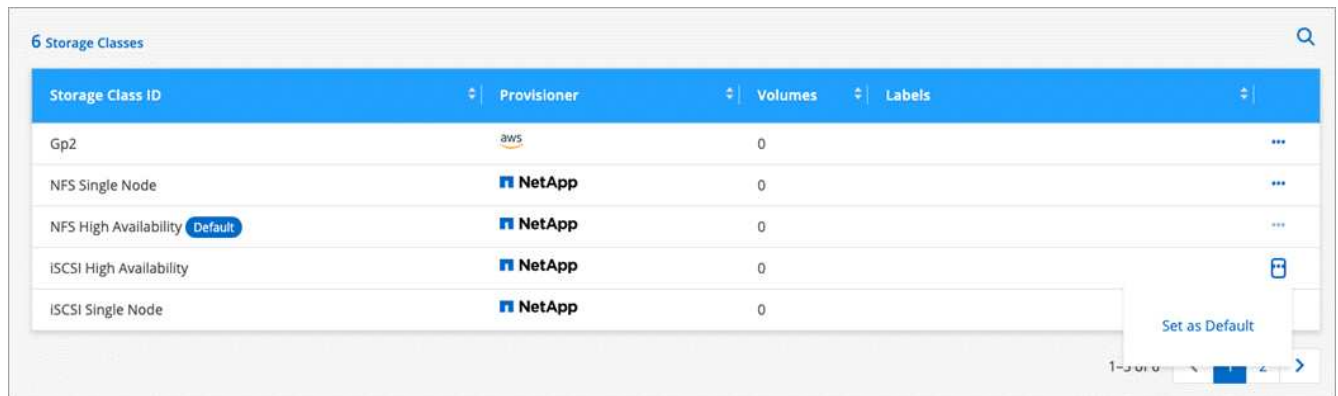 6 Storage Classes
Storage Class ID Provisioner Volumes Labels
Gp2 aws 0
NFS Single Node NetApp 0
NFS High Availability Default NetApp 0
iSCSI High Availability NetApp 0
iSCSI Single Node NetApp 0
Set as Default